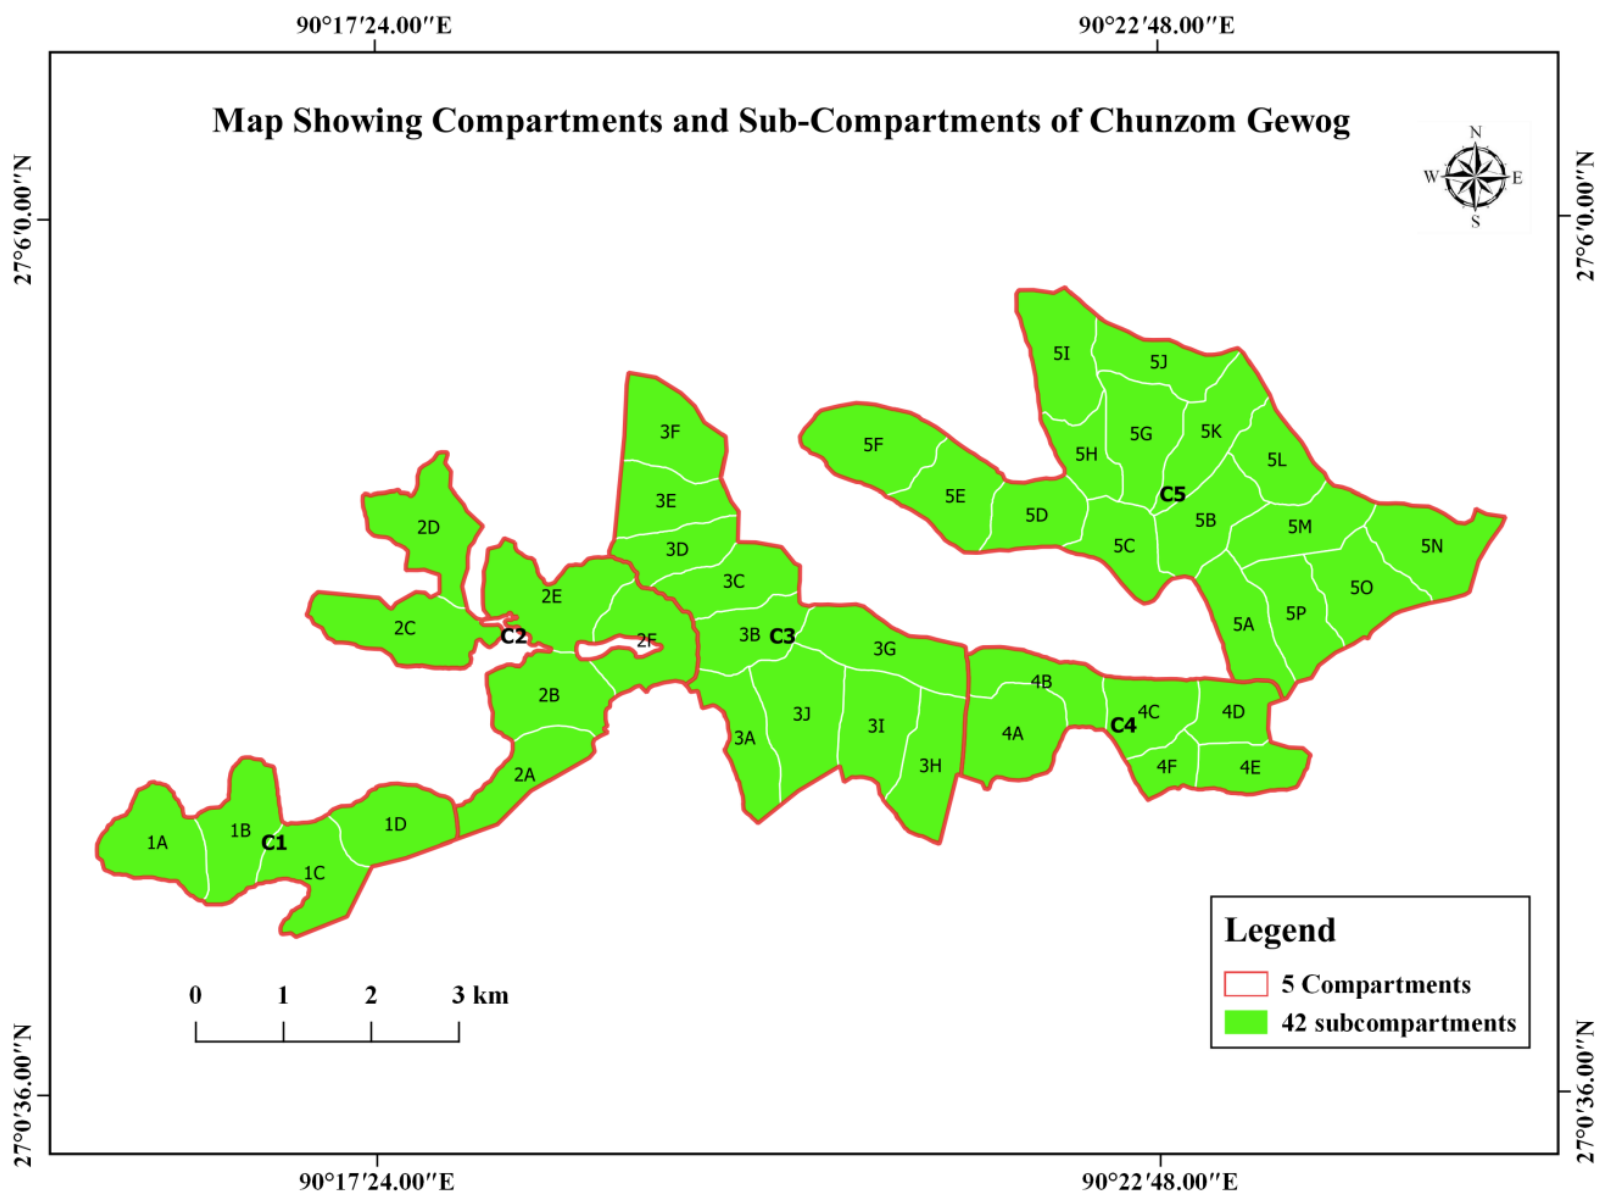 90°17'24.00"E
90°22'48.00"E
Map Showing Compartments and Sub-Compartments of Chunzom Gewog
N
W
E
S
27°6'0.00"N
27°6'0.00"N
5I
5J
3F
5F
5G
5K
5H
5L
3E
5E
C5
2D
5D
5B
5M
3D
5C
5N
3C
5O
2E
5P
2C
C2
2F
3B
C3
5A
3G
4B
2B
3J
3I
4C
4D
C4
3A
4A
2A
3H
4F
4E
1D
1B
1A
C1
1C
Legend
5 Compartments
42 subcompartments
0 1 2 3 km
27°0'36.00"N
27°0'36.00"N
90°17'24.00"E
90°22'48.00"E